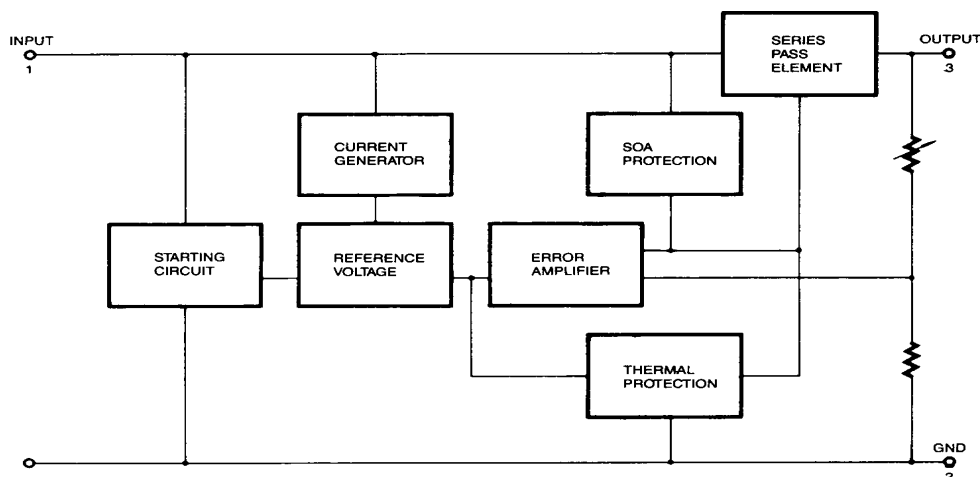 INPUT
1
SERIES
PASS
ELEMENT
OUTPUT
3
CURRENT
GENERATOR
SOA
PROTECTION
STARTING
CIRCUIT
REFERENCE
VOLTAGE
ERROR
AMPLIFIER
THERMAL
PROTECTION
GND
2